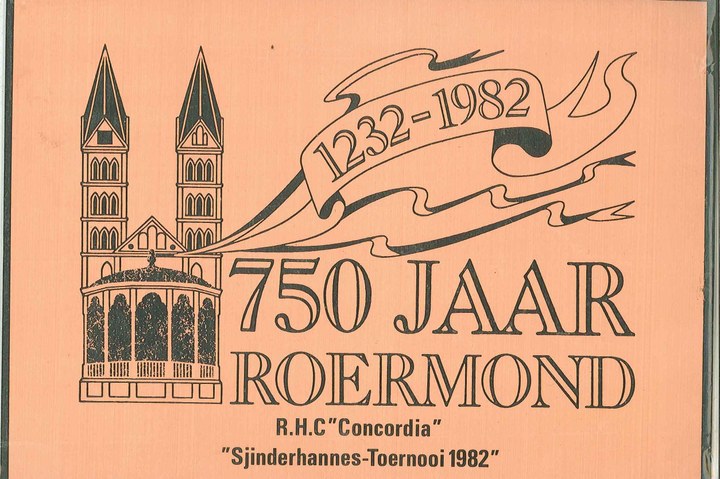 1232-1982
750 JAAR
ROERMOND
R.H.C"Concordia"
"Sjinderhannes-Toernooi 1982"